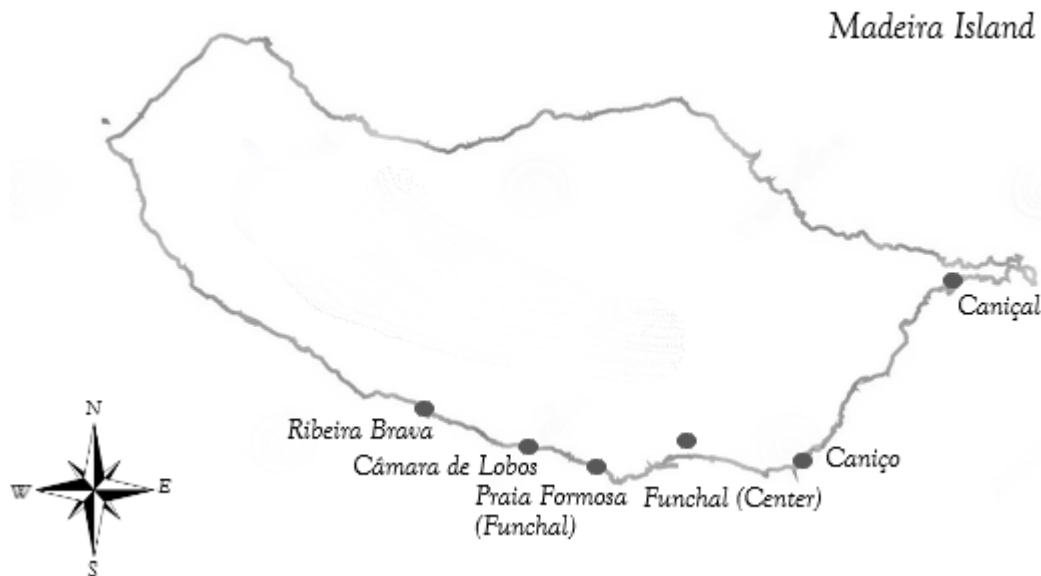 Madeira Island
Caniçal
Ribeira Brava
Câmara de Lobos
Praia Formosa
(Funchal)
Funchal (Center)
Caniço
N
W
E
S